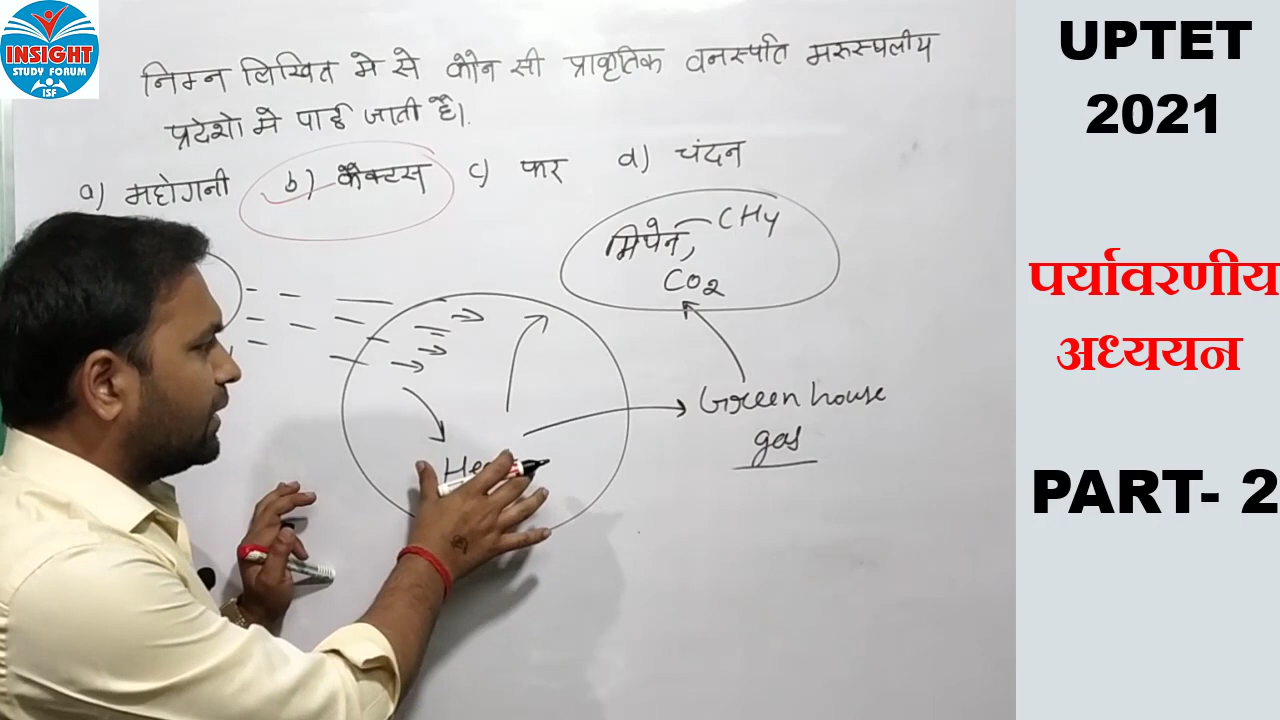 INSIGHT
STUDY FORUM
ISF
निम्न लिखित मे से कौन सी प्राकृतिक वनस्पति मरुस्थलीय
प्रदेशो मे पाई जाती है।
a) महोगनी b) कैक्टस c) फर d) चंदन
मिथेन, CH4
CO2
Green house
gas
UPTET
2021
पर्यावरणीय
अध्ययन
PART- 2